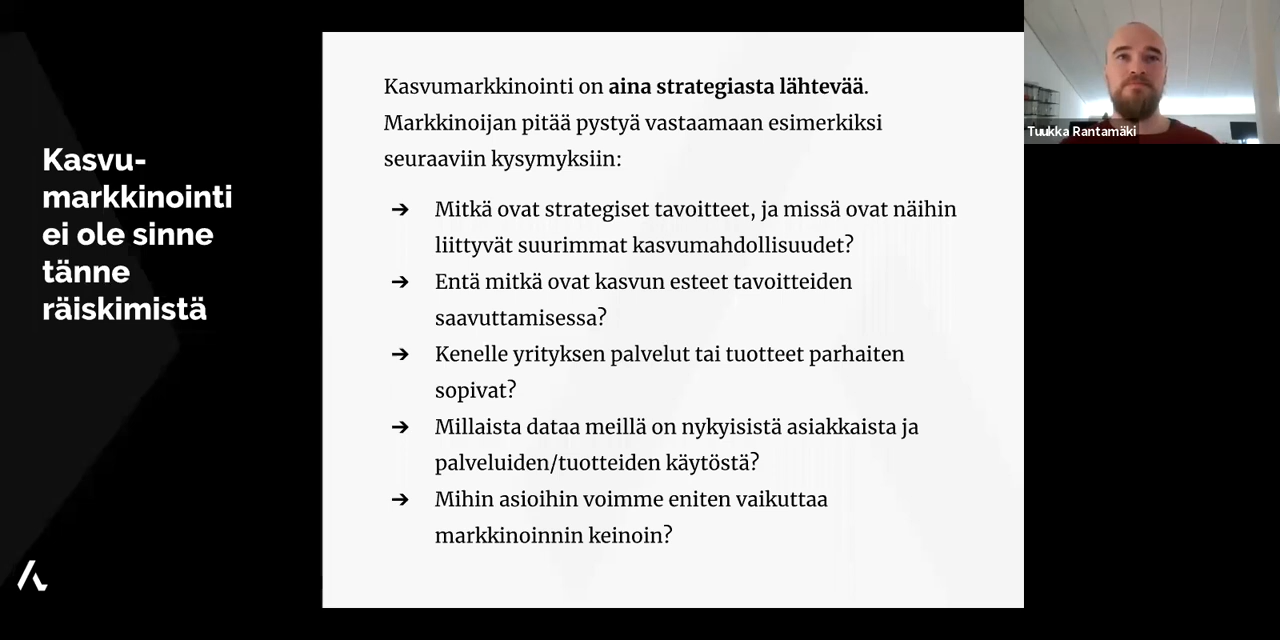 Kasvu-
markkinointi
ei ole sinne
tänne
räiskimistä
Kasvumarkkinointi on aina strategiasta lähtevää.
Markkinoijan pitää pystyä vastaamaan esimerkiksi
seuraaviin kysymyksiin:
➔ Mitkä ovat strategiset tavoitteet, ja missä ovat näihin
liittyvät suurimmat kasvumahdollisuudet?
➔ Entä mitkä ovat kasvun esteet tavoitteiden
saavuttamisessa?
➔ Kenelle yrityksen palvelut tai tuotteet parhaiten
sopivat?
➔ Millaista dataa meillä on nykyisistä asiakkaista ja
palveluiden/tuotteiden käytöstä?
➔ Mihin asioihin voimme eniten vaikuttaa
markkinoinnin keinoin?
Tuukka Rantamäki